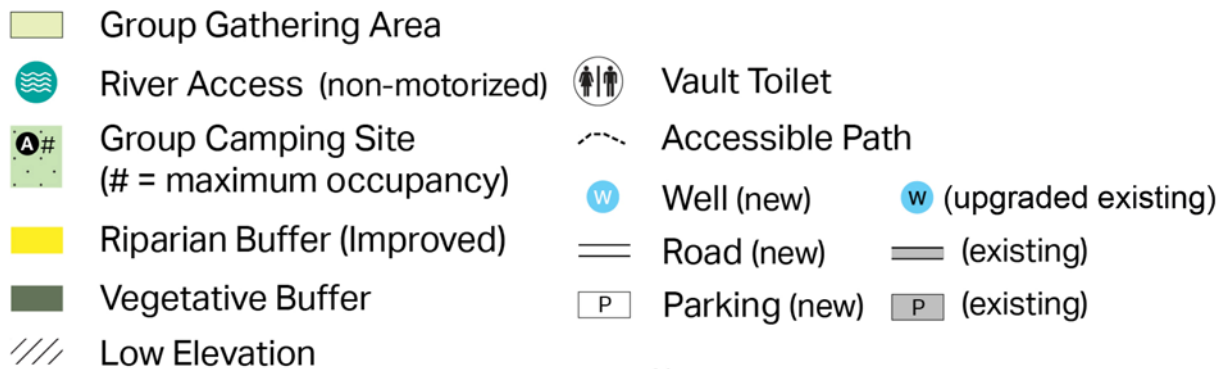 Group Gathering Area
River Access (non-motorized)
A#
Group Camping Site
(# = maximum occupancy)
Riparian Buffer (Improved)
Vegetative Buffer
Low Elevation
Vault Toilet
Accessible Path
W Well (new) W (upgraded existing)
Road (new) (existing)
P Parking (new) P (existing)